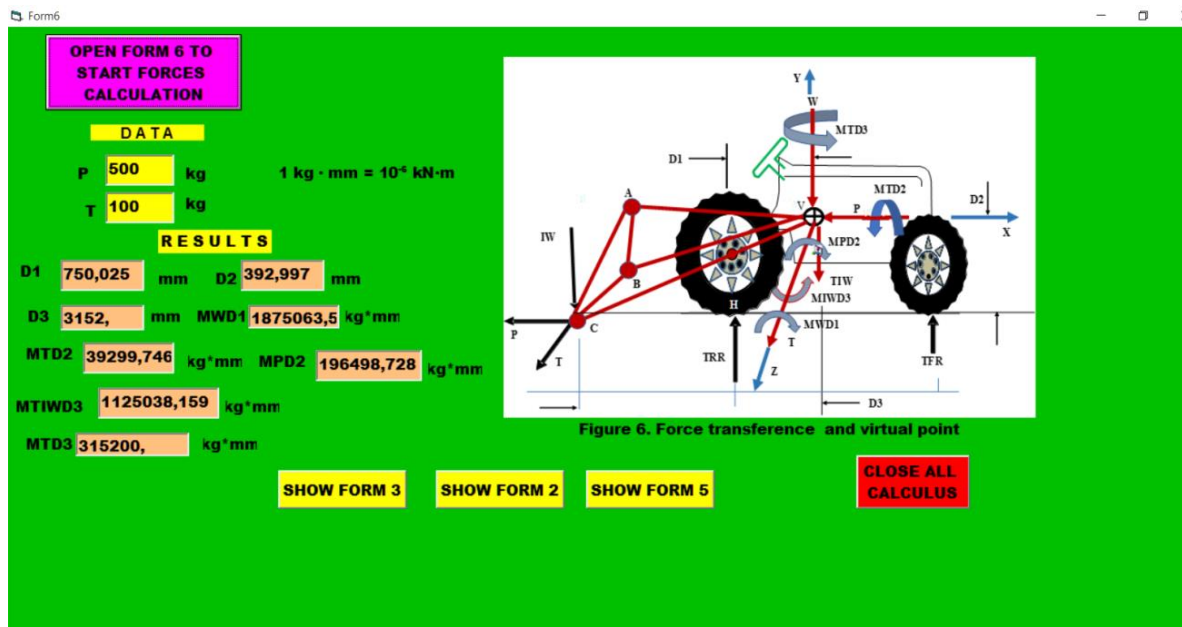 Form6
OPEN FORM 6 TO
START FORCES
CALCULATION
DATA
P 500 kg 1 kg · mm = 10⁻⁵ kN·m
T 100 kg
RESULTS
D1 750,025 mm D2 392,997 mm
D3 3152, mm MWD1 1875063,5 kg*mm
MTD2 39299,746 kg*mm MPD2 196498,728 kg*mm
MTIWD3 1125038,159 kg*mm
MTD3 315200, kg*mm
Y
W
MTD3
D1
A
MTD2
D2
V
P
X
IW
MPD2
B
TIW
MIWD3
H
C
MWD1
P
T
T
TRR
TFR
Z
D3
Figure 6. Force transference and virtual point
SHOW FORM 3
SHOW FORM 2
SHOW FORM 5
CLOSE ALL
CALCULUS